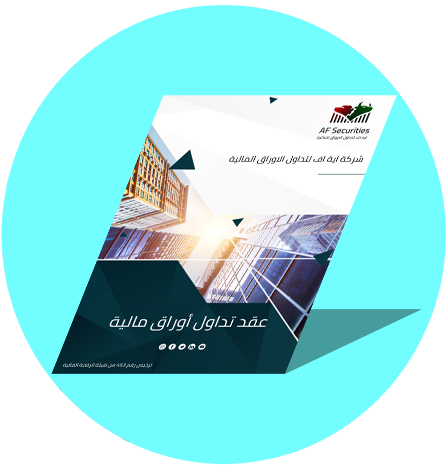 AF Securities
ايه اف لتداول الاوراق المالية
شركة اية اف لتداول الاوراق المالية
عقد تداول أوراق مالية
ترخيص رقم 453 من هيئة الرقابة المالية